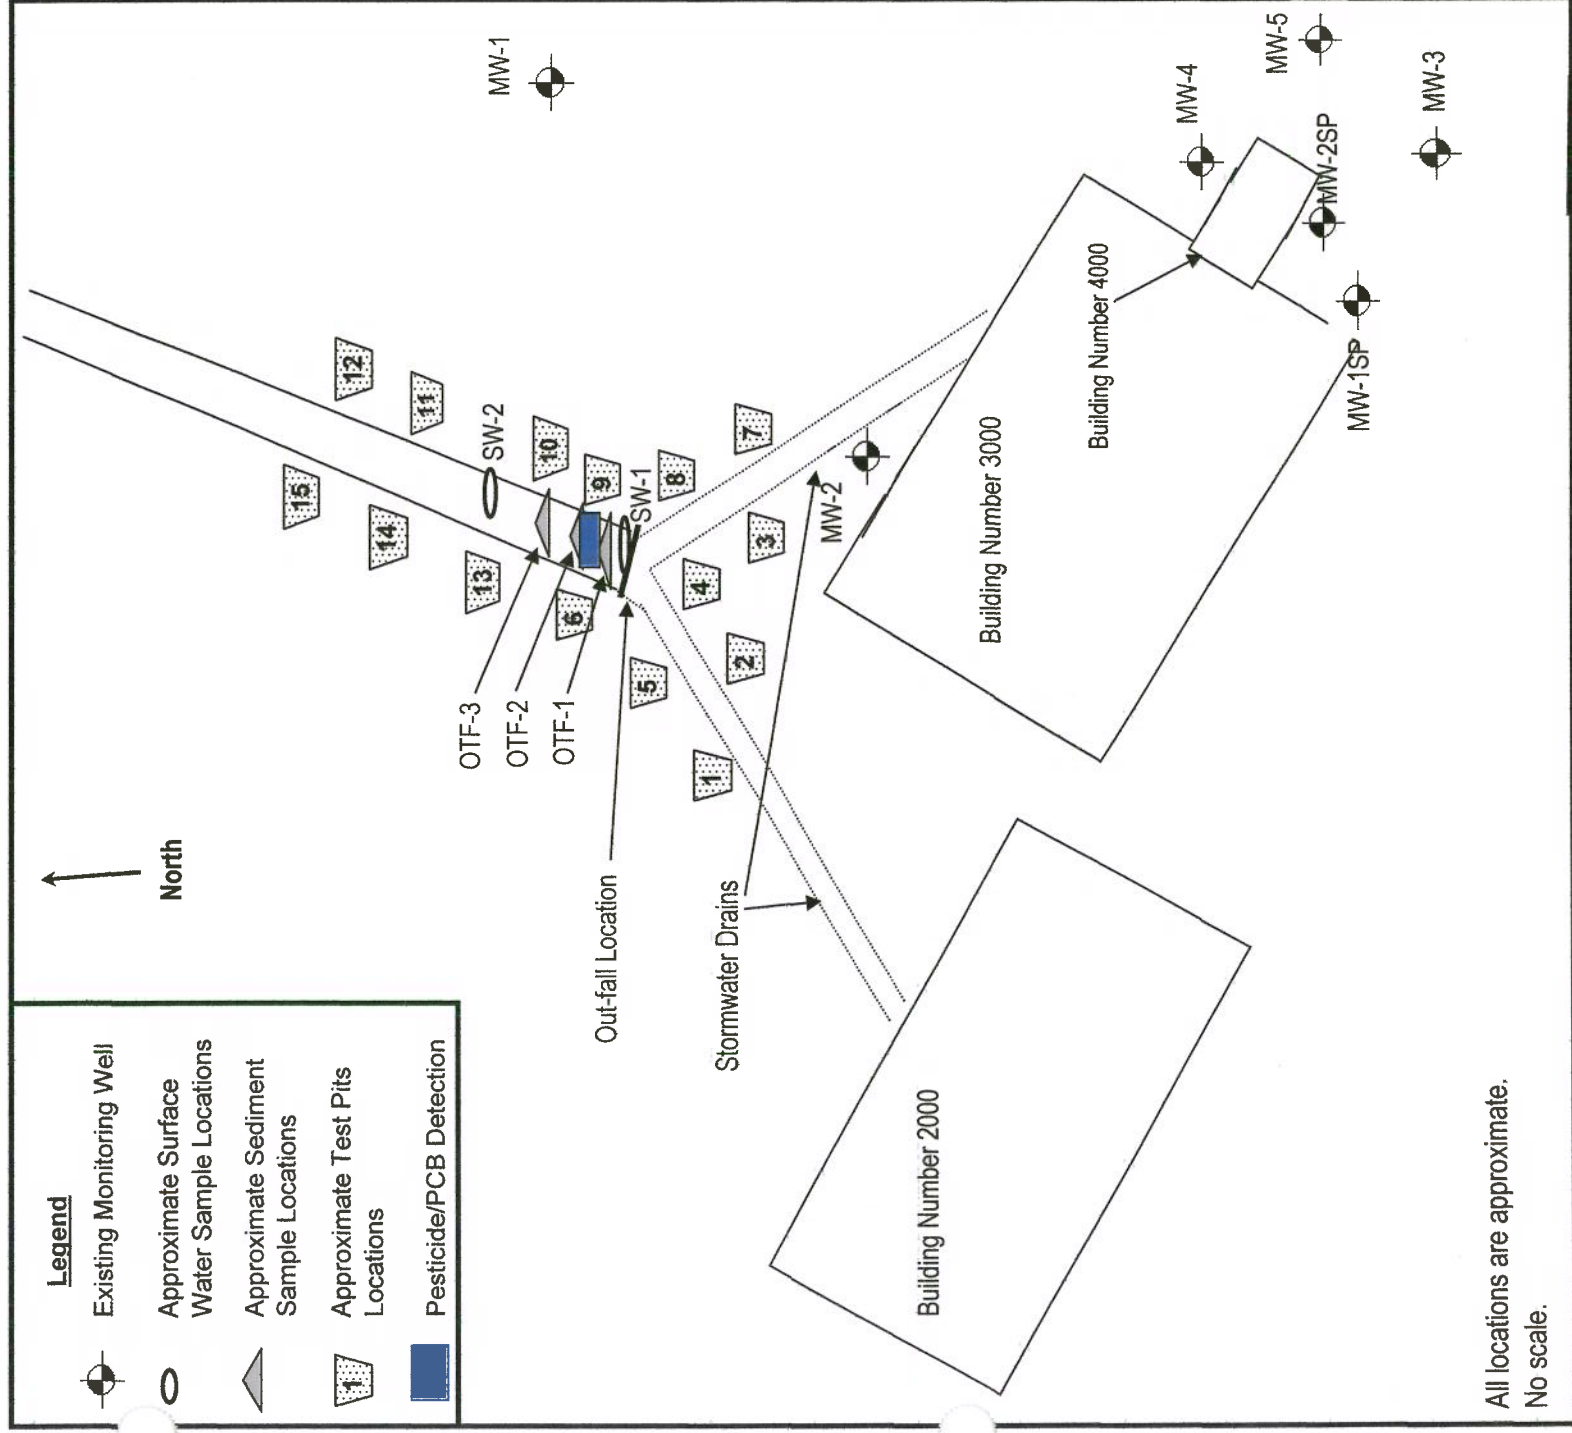 Legend
Existing Monitoring Well
Approximate Surface
Water Sample Locations
Approximate Sediment
Sample Locations
1
Approximate Test Pits
Locations
Pesticide/PCB Detection
North
OTF-3
OTF-2
OTF-1
Out-fall Location
Stormwater Drains
15
14
13
12
11
10
9
8
7
6
5
4
3
2
1
SW-2
SW-1
MW-1
MW-2
MW-4
MW-5
MW-3
MW-2SP
MW-1SP
Building Number 4000
Building Number 3000
Building Number 2000
All locations are approximate.
No scale.